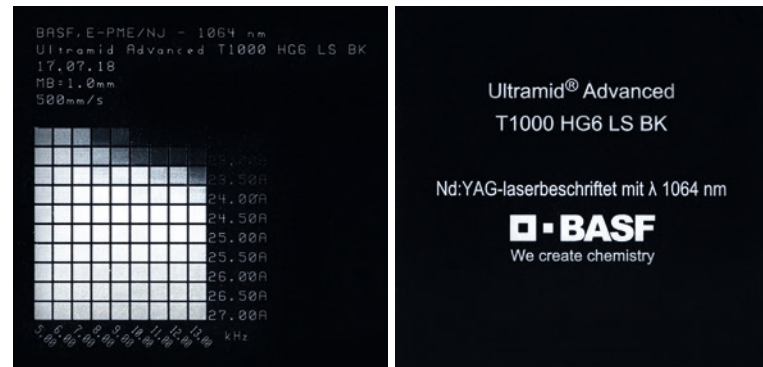 BASF, E-PME/NJ - 1064 nm
Ultramid Advanced T1000 HG6 LS BK
17.07.18
MB=1.0mm
500mm/s
23.00A
23.50A
24.00A
24.50A
25.00A
25.50A
26.00A
26.50A
27.00A
5.00 6.00 7.00 8.00 9.00 10.00 11.00 12.00 13.00 kHz
Ultramid® Advanced
T1000 HG6 LS BK
Nd:YAG-laserbeschriftet mit λ 1064 nm
BASF
We create chemistry